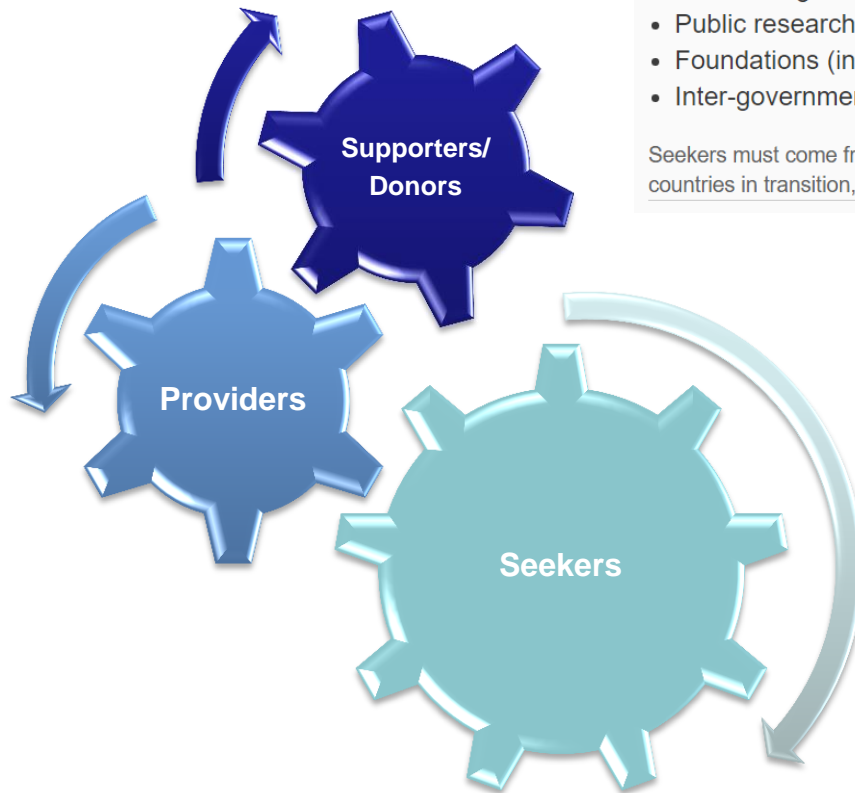 • Public research
• Foundations (in
• Inter-governme
Seekers must come fr
countries in transition,
Supporters/
Donors
Providers
Seekers